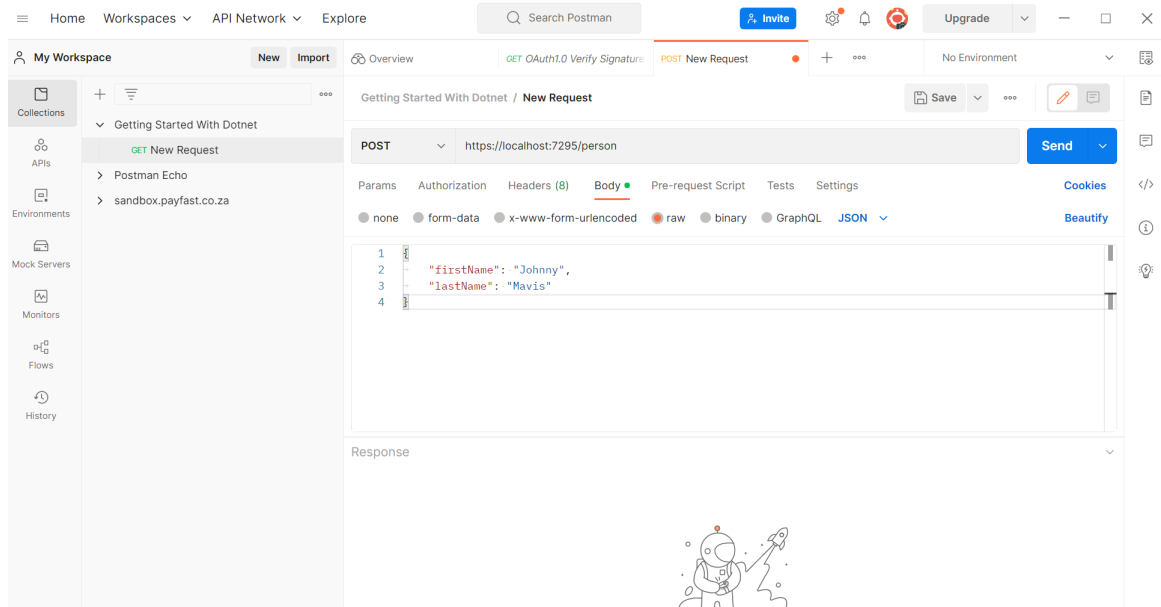 Home Workspaces API Network Explore Search Postman Invite Upgrade
My Workspace New Import Overview GET OAuth1.0 Verify Signature POST New Request No Environment
Collections
APIs
Environments
Mock Servers
Monitors
Flows
History
Getting Started With Dotnet
GET New Request
Postman Echo
sandbox.payfast.co.za
Getting Started With Dotnet / New Request Save
POST https://localhost:7295/person Send
Params Authorization Headers (8) Body Pre-request Script Tests Settings Cookies
none form-data x-www-form-urlencoded raw binary GraphQL JSON Beautify
1 {
2 "firstName": "Johnny",
3 "lastName": "Mavis"
4 }
Response